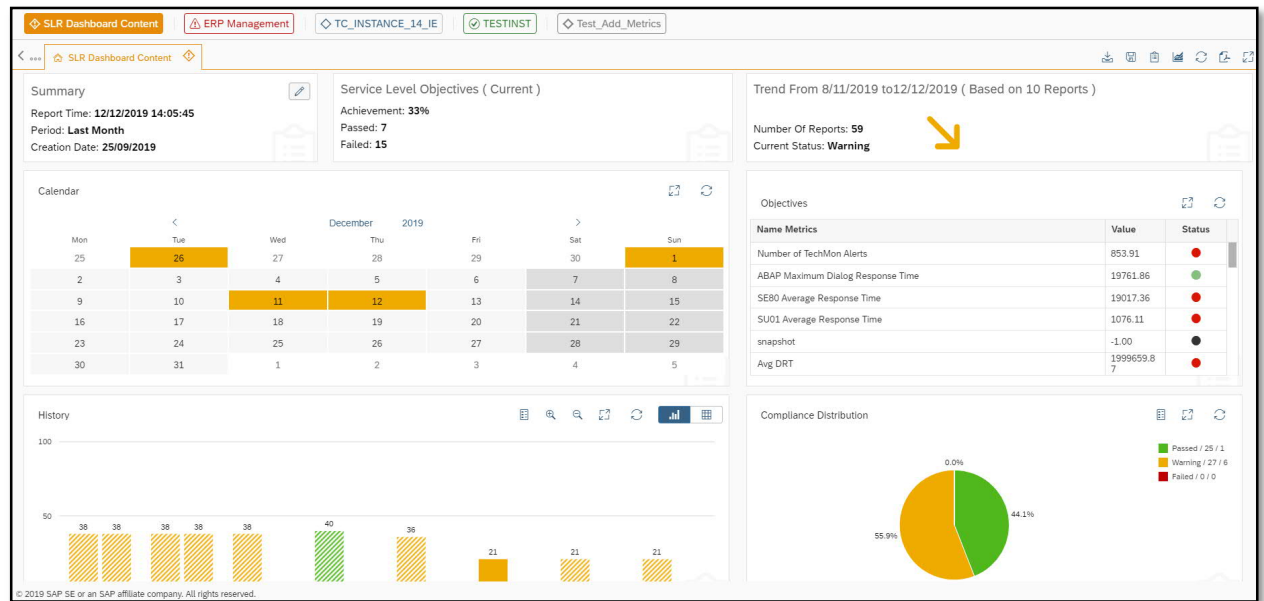 SLR Dashboard Content
ERP Management
TC_INSTANCE_14_IE
TESTINST
Test_Add_Metrics
SLR Dashboard Content
Summary
Report Time: 12/12/2019 14:05:45
Period: Last Month
Creation Date: 25/09/2019
Service Level Objectives ( Current )
Achievement: 33%
Passed: 7
Failed: 15
Trend From 8/11/2019 to12/12/2019 ( Based on 10 Reports )
Number Of Reports: 59
Current Status: Warning
Calendar
December 2019
Mon Tue Wed Thu Fri Sat Sun
25 26 27 28 29 30 1
2 3 4 5 6 7 8
9 10 11 12 13 14 15
16 17 18 19 20 21 22
23 24 25 26 27 28 29
30 31 1 2 3 4 5
Objectives
Name Metrics Value Status
Number of TechMon Alerts 853.91
ABAP Maximum Dialog Response Time 19761.86
SE80 Average Response Time 19017.36
SU01 Average Response Time 1076.11
snapshot -1.00
Avg DRT 1999659.8
7
History
100
50
38 38 38 38 38 40 36 21 21 21
Compliance Distribution
Passed / 25 / 1
Warning / 27 / 6
Failed / 0 / 0
0.0%
44.1%
55.9%
© 2019 SAP SE or an SAP affiliate company. All rights reserved.